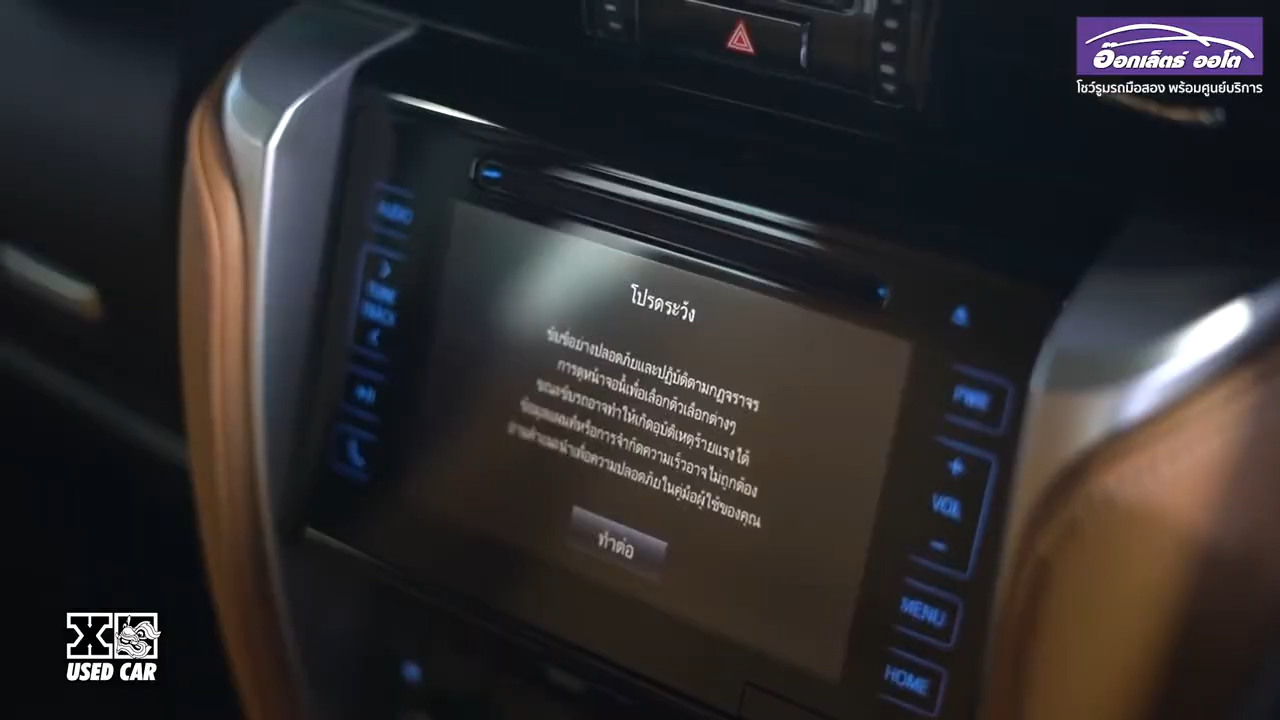 อ๊อกเล็ตธ์ ออโต
โชว์รูมรถมือสอง พร้อมศูนย์บริการ
AUDIO
TUNE
TRACK
โปรดระวัง
ขับขี่อย่างปลอดภัยและปฏิบัติตามกฎจราจร
การดูหน้าจอนี้เพื่อเลือกตัวเลือกต่างๆ
ขณะขับรถอาจทำให้เกิดอุบัติเหตุร้ายแรงได้
ข้อมูลแผนที่หรือการจำกัดความเร็วอาจไม่ถูกต้อง
อ่านคำแนะนำเพื่อความปลอดภัยในคู่มือผู้ใช้ของคุณ
ทำต่อ
PWR
+
VOL
-
MENU
HOME
USED CAR